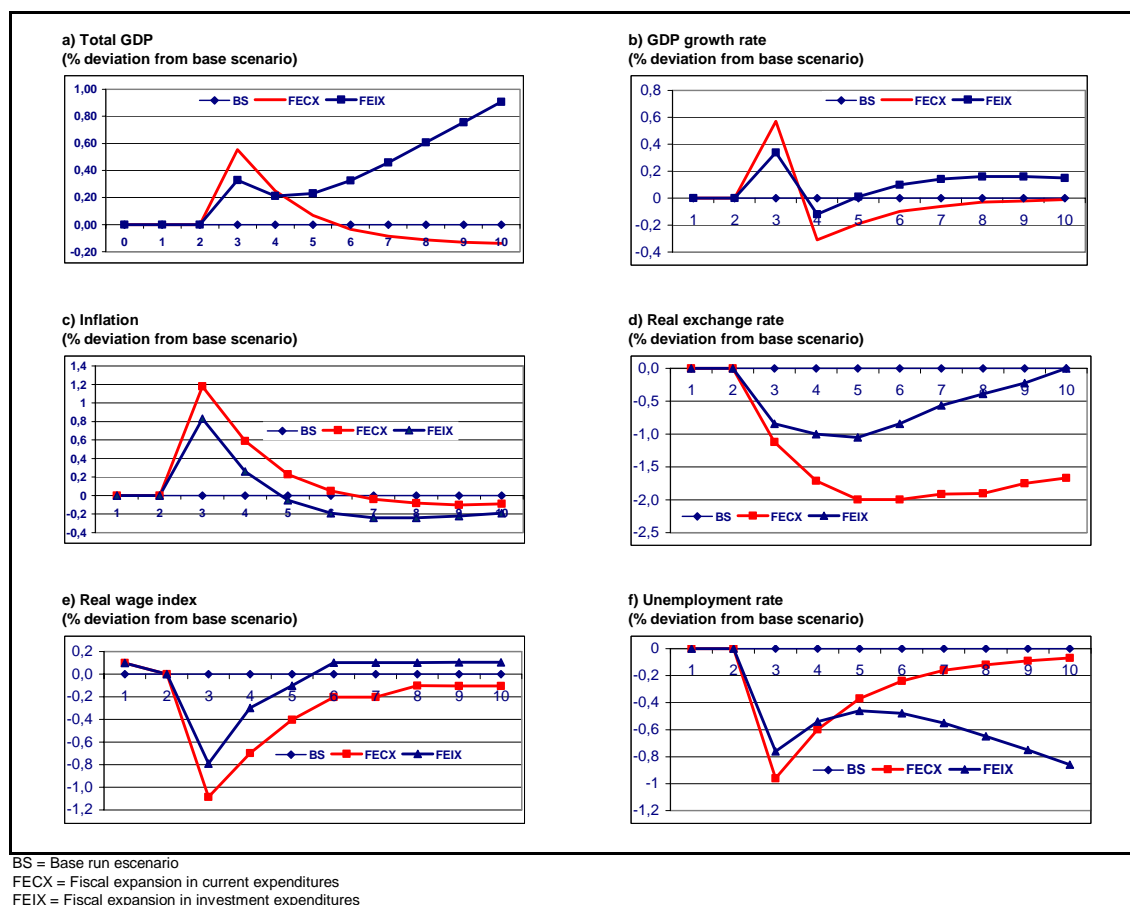 a) Total GDP
(% deviation from base scenario)
1,00
0,80
0,60
0,40
0,20
0,00
-0,20
BS FECX FEIX
0 1 2 3 4 5 6 7 8 9 10
b) GDP growth rate
(% deviation from base scenario)
0,8
0,6
0,4
0,2
0
-0,2
-0,4
BS FECX FEIX
1 2 3 4 5 6 7 8 9 10
c) Inflation
(% deviation from base scenario)
1,4
1,2
1,0
0,8
0,6
0,4
0,2
0
-0,2
-0,4
BS FECX FEIX
1 2 3 4 5 6 7 8 9 10
d) Real exchange rate
(% deviation from base scenario)
0,0
-0,5
-1,0
-1,5
-2,0
-2,5
1 2 3 4 5 6 7 8 9 10
BS FECX FEIX
e) Real wage index
(% deviation from base scenario)
0,2
0,0
-0,2
-0,4
-0,6
-0,8
-1,0
-1,2
1 2 3 4 5 6 7 8 9 10
BS FECX FEIX
f) Unemployment rate
(% deviation from base scenario)
0
-0,2
-0,4
-0,6
-0,8
-1
-1,2
1 2 3 4 5 6 7 8 9 10
BS FECX FEIX
BS = Base run escenario
FECX = Fiscal expansion in current expenditures
FEIX = Fiscal expansion in investment expenditures